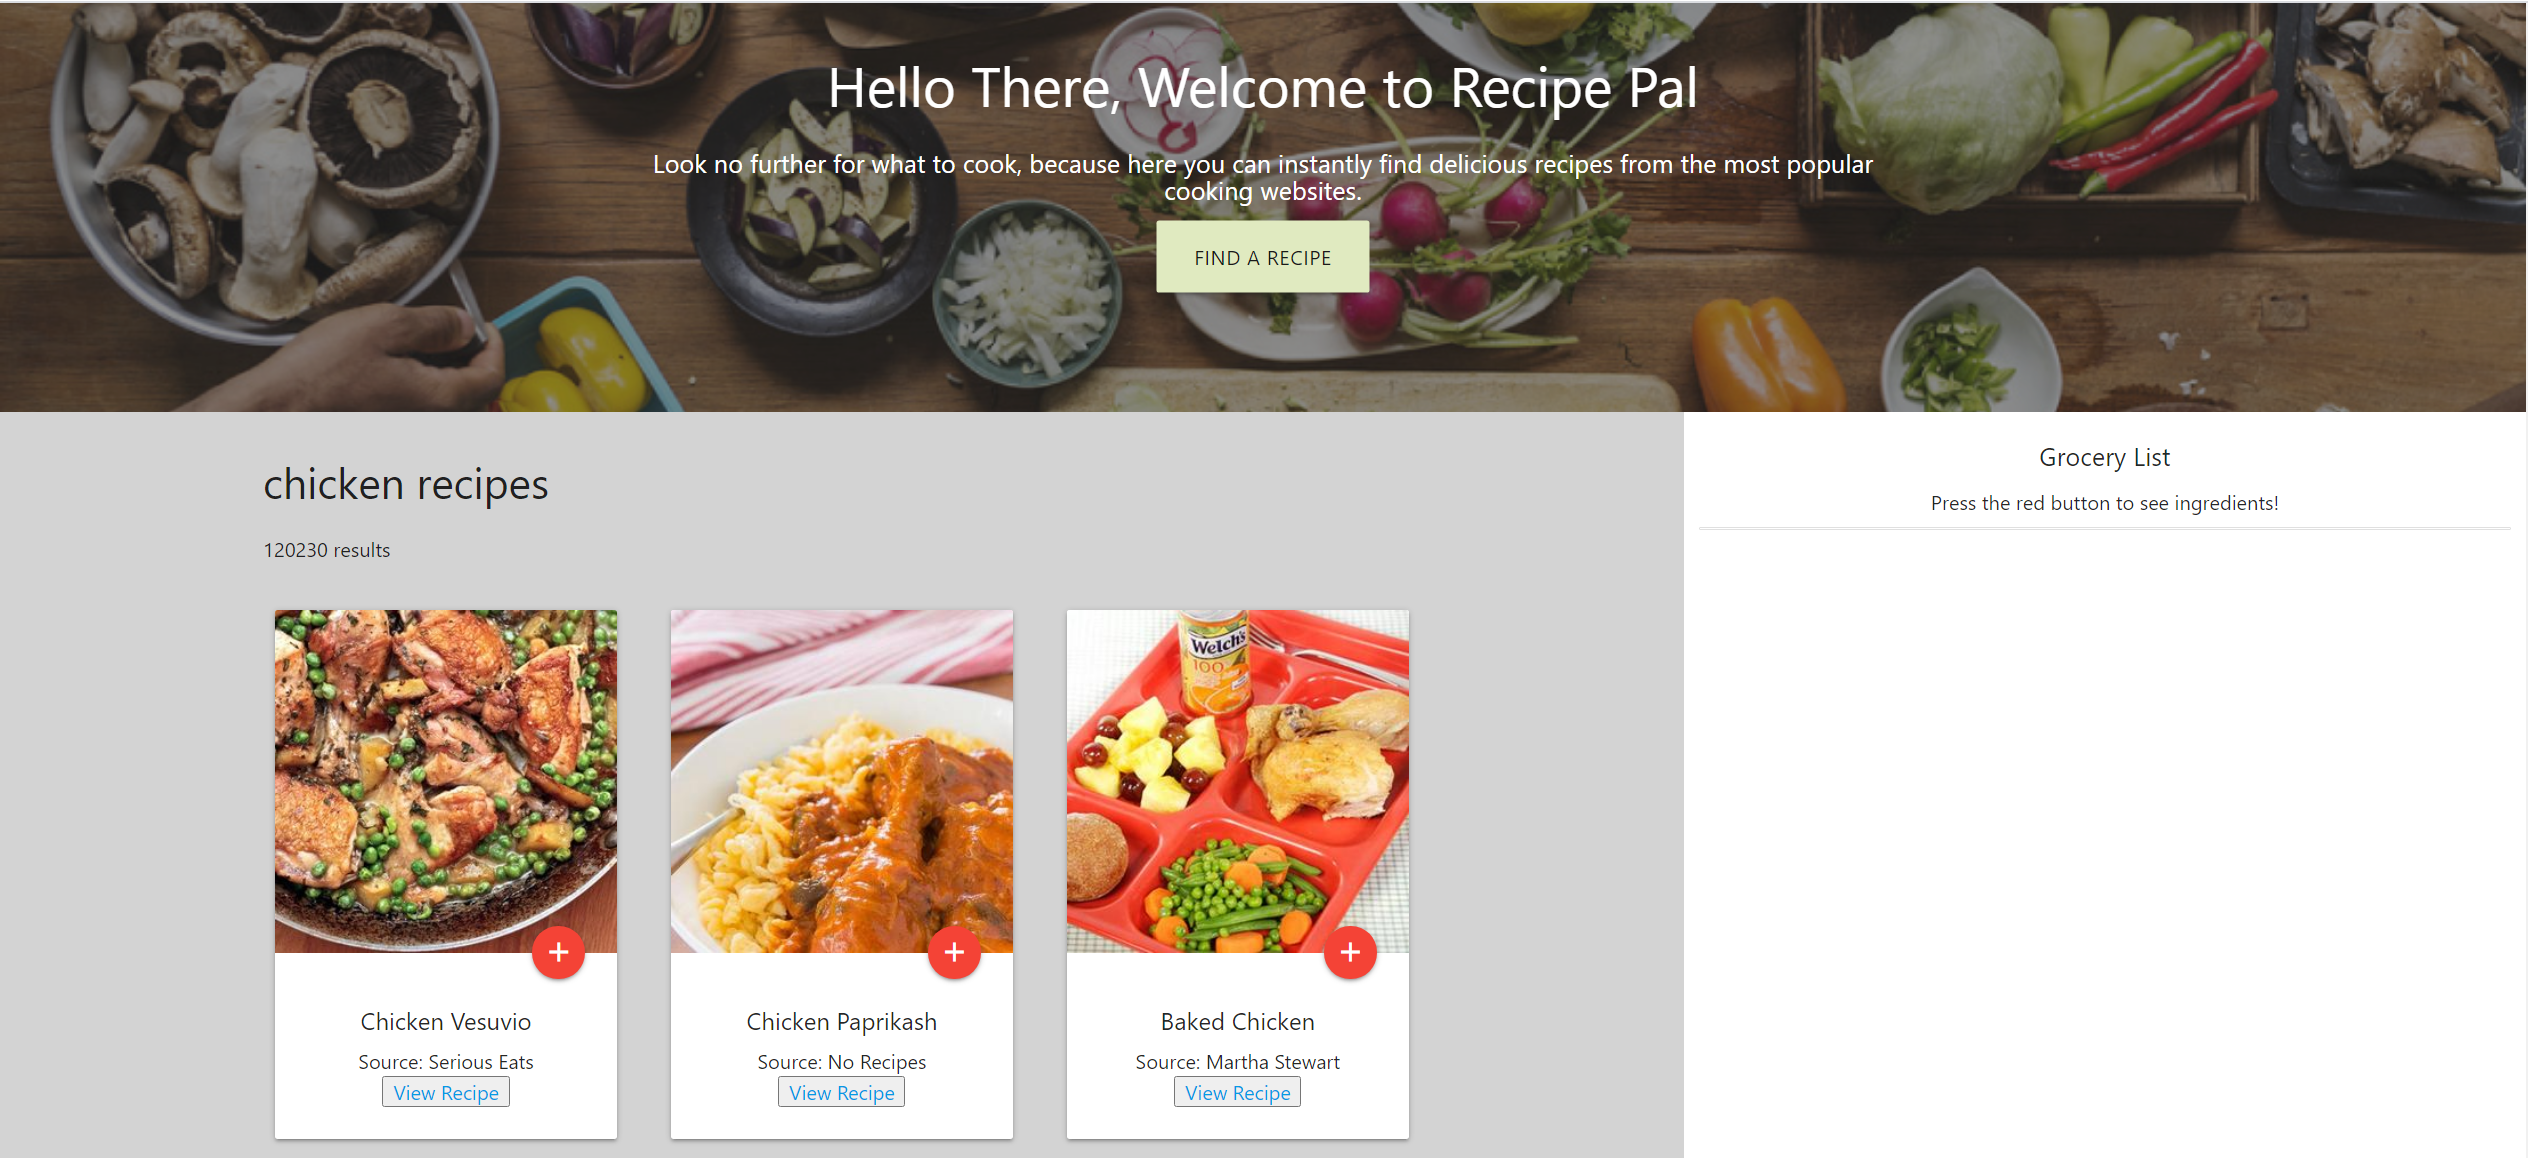 Hello There, Welcome to Recipe Pal
Look no further for what to cook, because here you can instantly find delicious recipes from the most popular
cooking websites.
FIND A RECIPE
chicken recipes
120230 results
Grocery List
Press the red button to see ingredients!
Welch's
100
+
+
+
Chicken Vesuvio
Source: Serious Eats
View Recipe
Chicken Paprikash
Source: No Recipes
View Recipe
Baked Chicken
Source: Martha Stewart
View Recipe